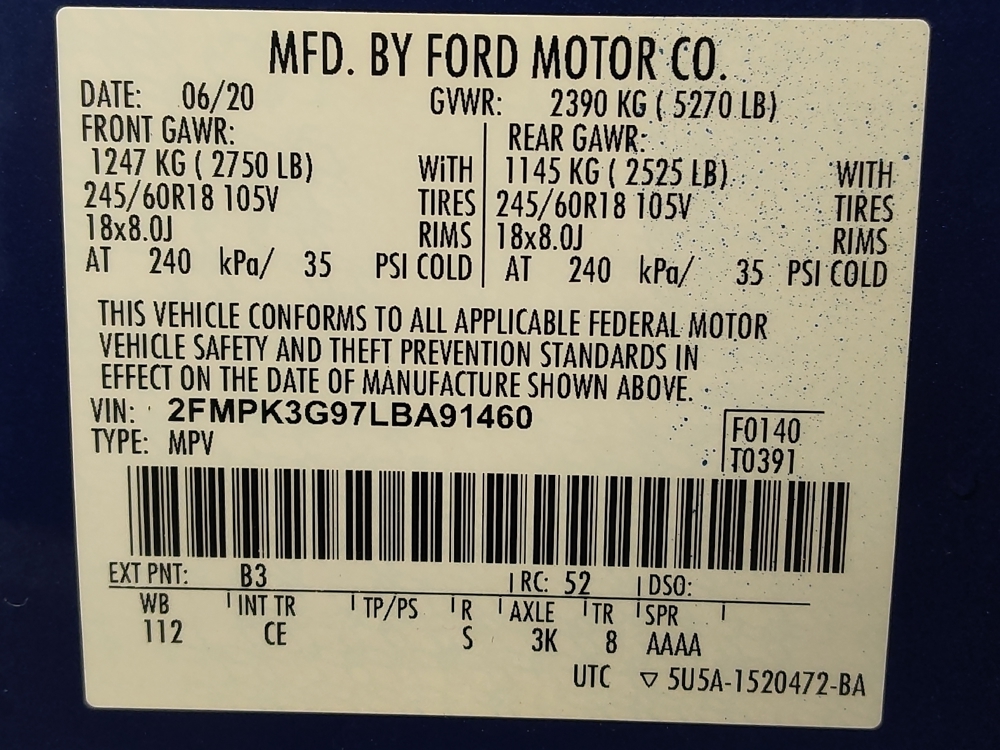 MFD. BY FORD MOTOR CO.
DATE: 06/20 GVWR: 2390 KG ( 5270 LB)
FRONT GAWR: REAR GAWR:
1247 KG ( 2750 LB) WiTH 1145 KG ( 2525 LB) WITH
245/60R18 105V TIRES 245/60R18 105V TIRES
18x8.0J RIMS 18x8.0J RIMS
AT 240 kPa/ 35 PSI COLD AT 240 kPa/ 35 PSI COLD
THIS VEHICLE CONFORMS TO ALL APPLICABLE FEDERAL MOTOR
VEHICLE SAFETY AND THEFT PREVENTION STANDARDS IN
EFFECT ON THE DATE OF MANUFACTURE SHOWN ABOVE.
VIN: 2FMPK3G97LBA91460
TYPE: MPV
F0140
T0391
EXT PNT: B3 RC: 52 DSO:
WB INT TR TP/PS R AXLE TR SPR
112 CE S 3K 8 AAAA
UTC ▽ 5U5A-1520472-BA